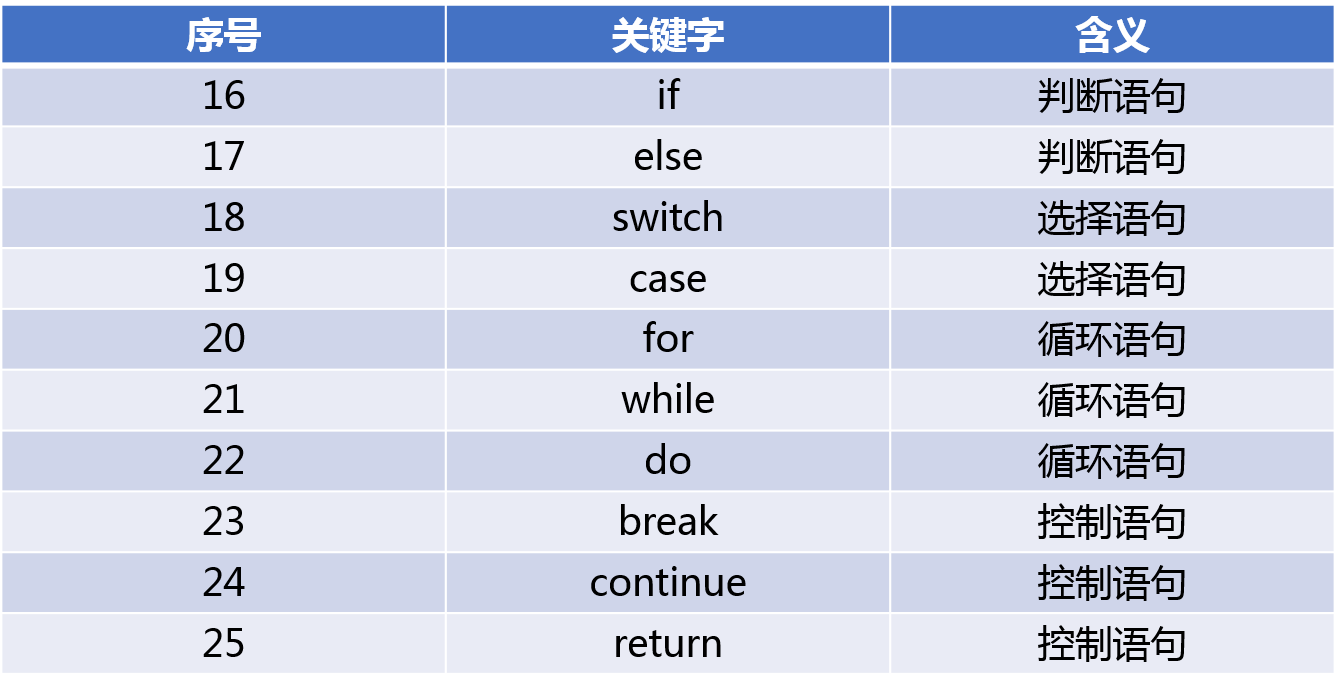 序号 关键字 含义
16 if 判断语句
17 else 判断语句
18 switch 选择语句
19 case 选择语句
20 for 循环语句
21 while 循环语句
22 do 循环语句
23 break 控制语句
24 continue 控制语句
25 return 控制语句